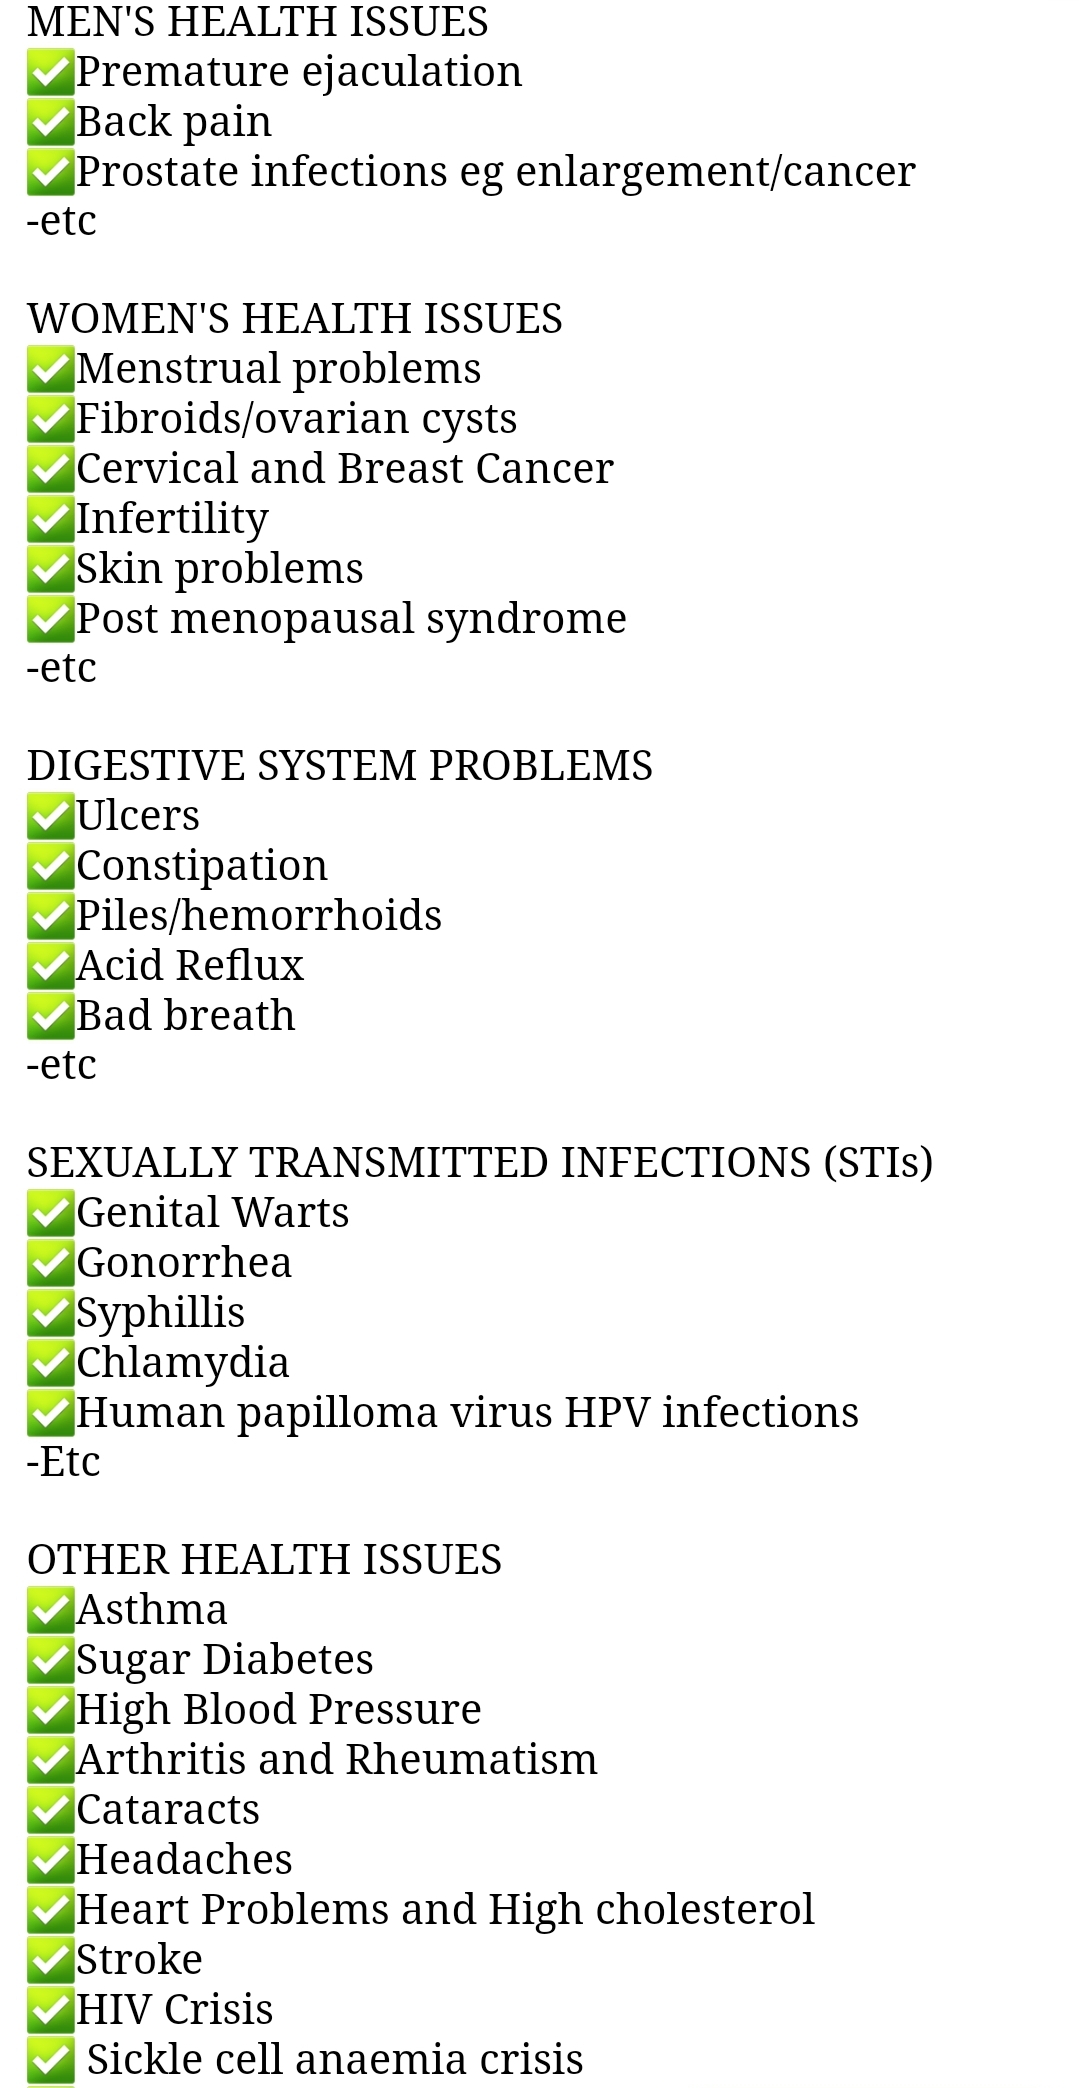 MEN'S HEALTH ISSUES
✅Premature ejaculation
✅Back pain
✅Prostate infections eg enlargement/cancer
-etc
WOMEN'S HEALTH ISSUES
✅Menstrual problems
✅Fibroids/ovarian cysts
✅Cervical and Breast Cancer
✅Infertility
✅Skin problems
✅Post menopausal syndrome
-etc
DIGESTIVE SYSTEM PROBLEMS
✅Ulcers
✅Constipation
✅Piles/hemorrhoids
✅Acid Reflux
✅Bad breath
-etc
SEXUALLY TRANSMITTED INFECTIONS (STIs)
✅Genital Warts
✅Gonorrhea
✅Syphillis
✅Chlamydia
✅Human papilloma virus HPV infections
-Etc
OTHER HEALTH ISSUES
✅Asthma
✅Sugar Diabetes
✅High Blood Pressure
✅Arthritis and Rheumatism
✅Cataracts
✅Headaches
✅Heart Problems and High cholesterol
✅Stroke
✅HIV Crisis
✅ Sickle cell anaemia crisis